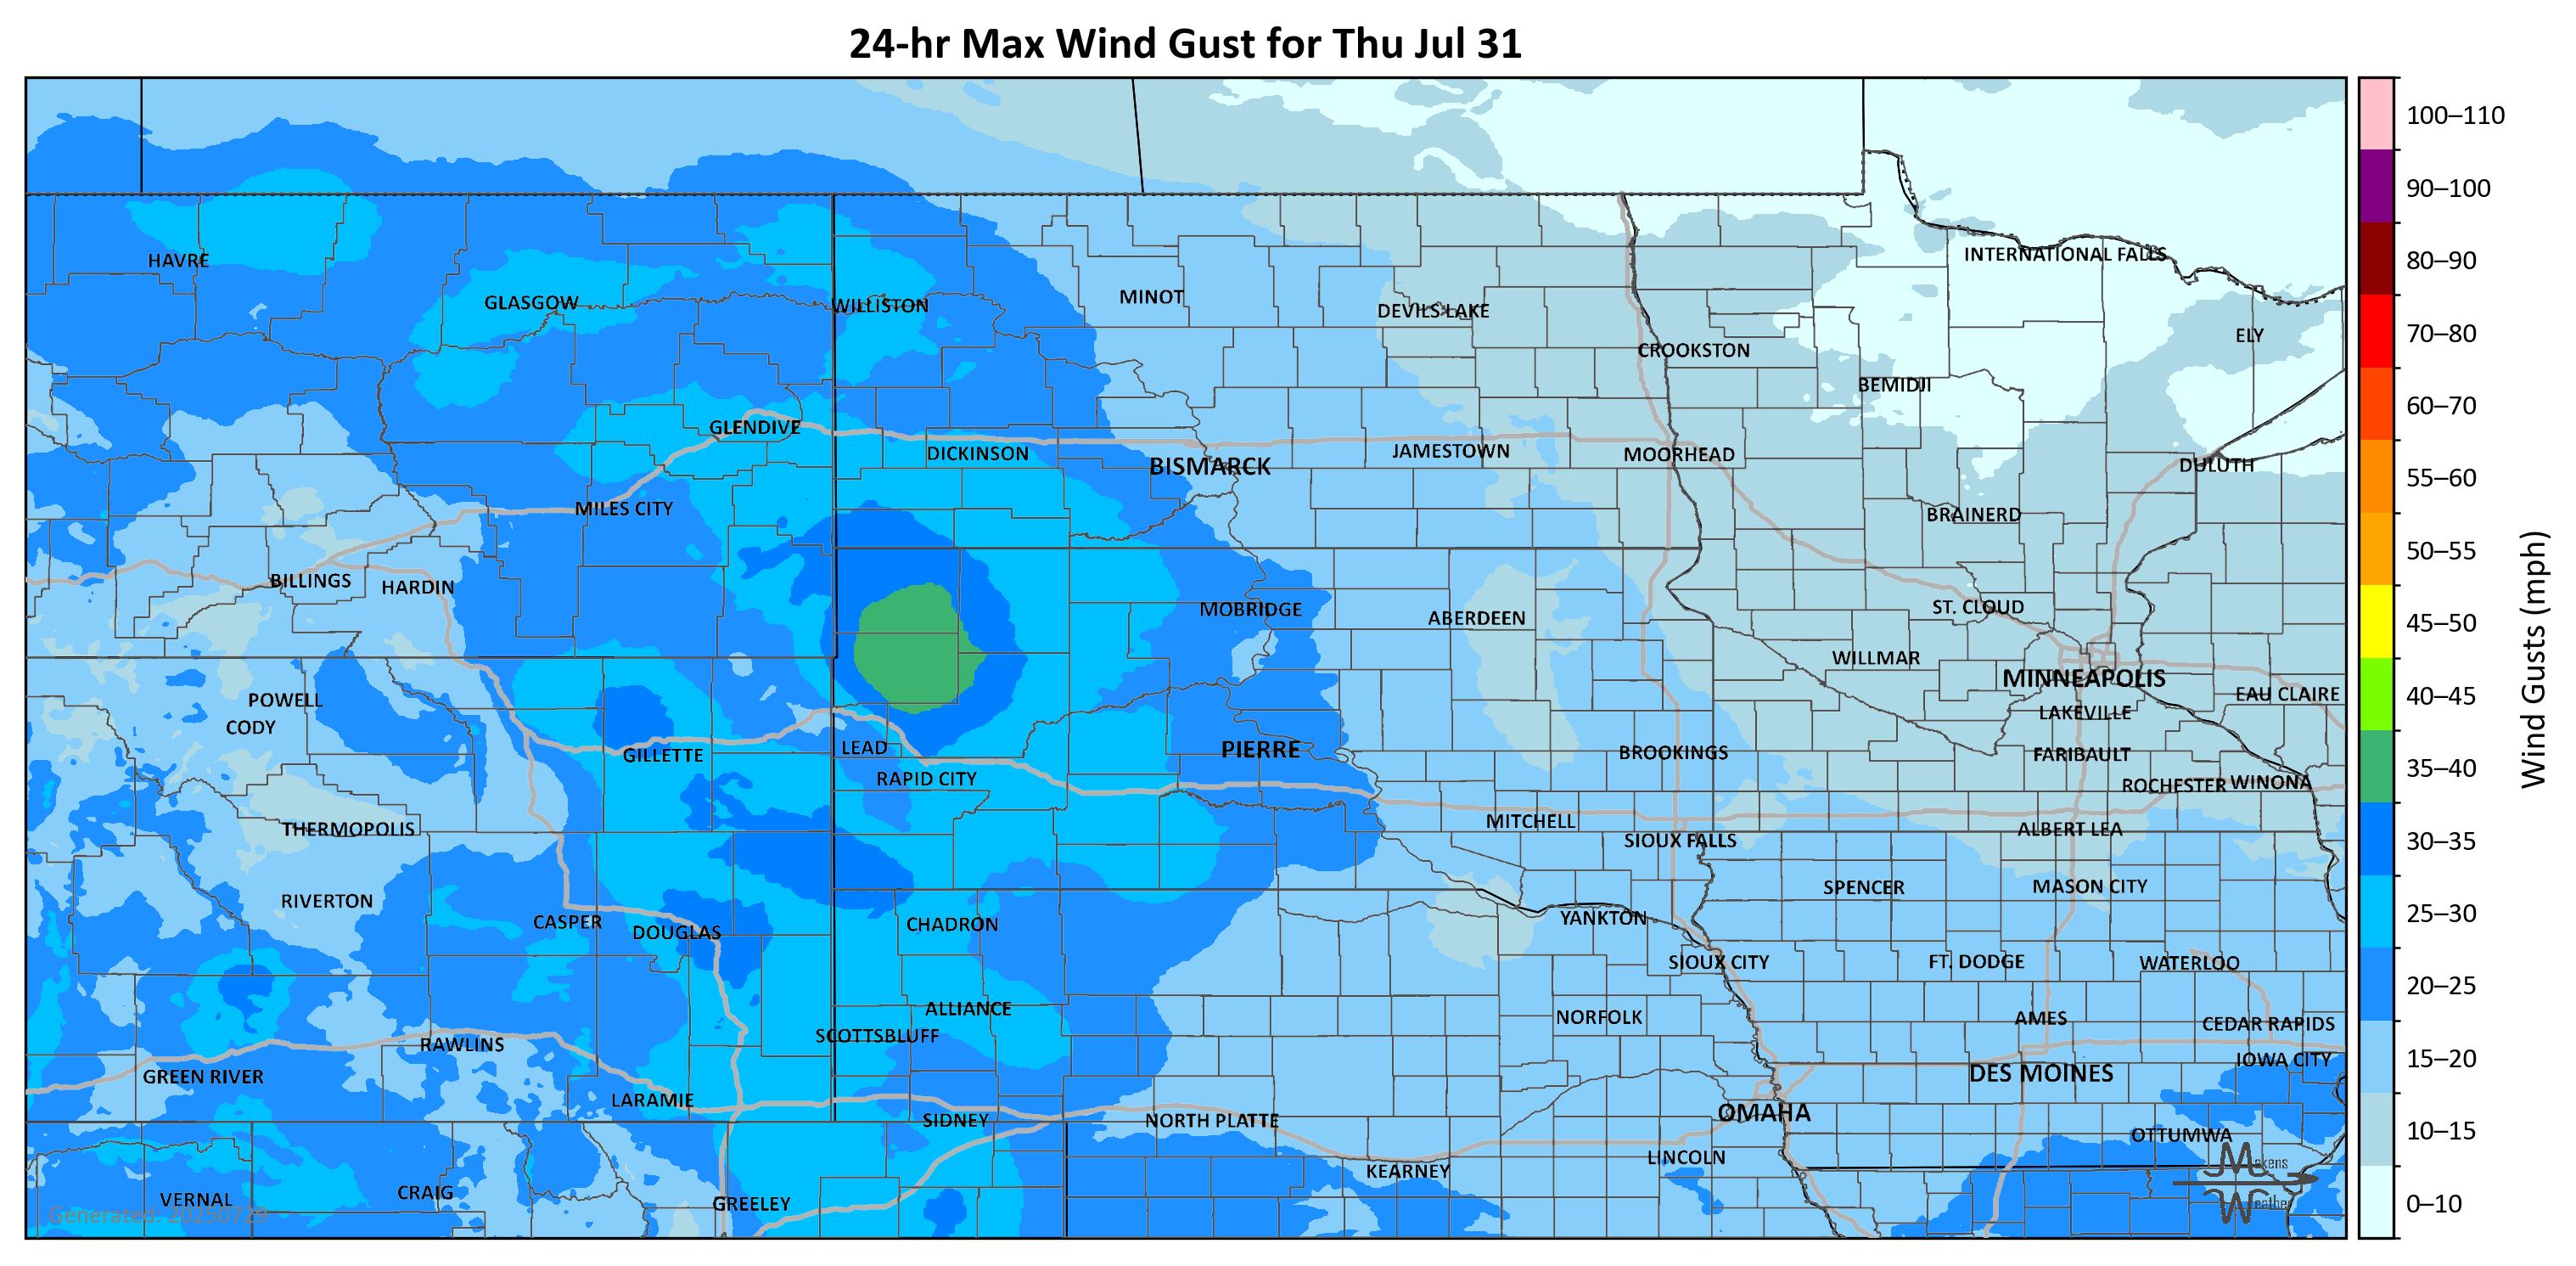 24-hr Max Wind Gust for Thu Jul 31
100–110
90–100
80–90
70–80
60–70
55–60
50–55
45–50
40–45
35–40
30–35
25–30
20–25
15–20
10–15
0–10
Wind Gusts (mph)
HAVRE
INTERNATIONAL FALLS
GLASGOW
WILLISTON
MINOT
DEVILS LAKE
ELY
CROOKSTON
BEMIDJI
GLENDIVE
DICKINSON
BISMARCK
JAMESTOWN
MOORHEAD
DULUTH
MILES CITY
BRAINERD
BILLINGS
HARDIN
MOBRIDGE
ABERDEEN
ST. CLOUD
WILLMAR
MINNEAPOLIS
EAU CLAIRE
POWELL
CODY
LAKEVILLE
GILLETTE
LEAD
PIERRE
BROOKINGS
FARIBAULT
RAPID CITY
ROCHESTER
WINONA
THERMOPOLIS
MITCHELL
SIOUX FALLS
ALBERT LEA
RIVERTON
SPENCER
MASON CITY
CASPER
DOUGLAS
CHADRON
YANKTON
SIOUX CITY
FT. DODGE
WATERLOO
ALLIANCE
NORFOLK
AMES
CEDAR RAPIDS
SCOTTSBLUFF
RAWLINS
IOWA CITY
GREEN RIVER
DES MOINES
LARAMIE
SIDNEY
NORTH PLATTE
OMAHA
OTTUMWA
LINCOLN
KEARNEY
VERNAL
CRAIG
GREELEY
Generated: 20250729
Makens
Weather